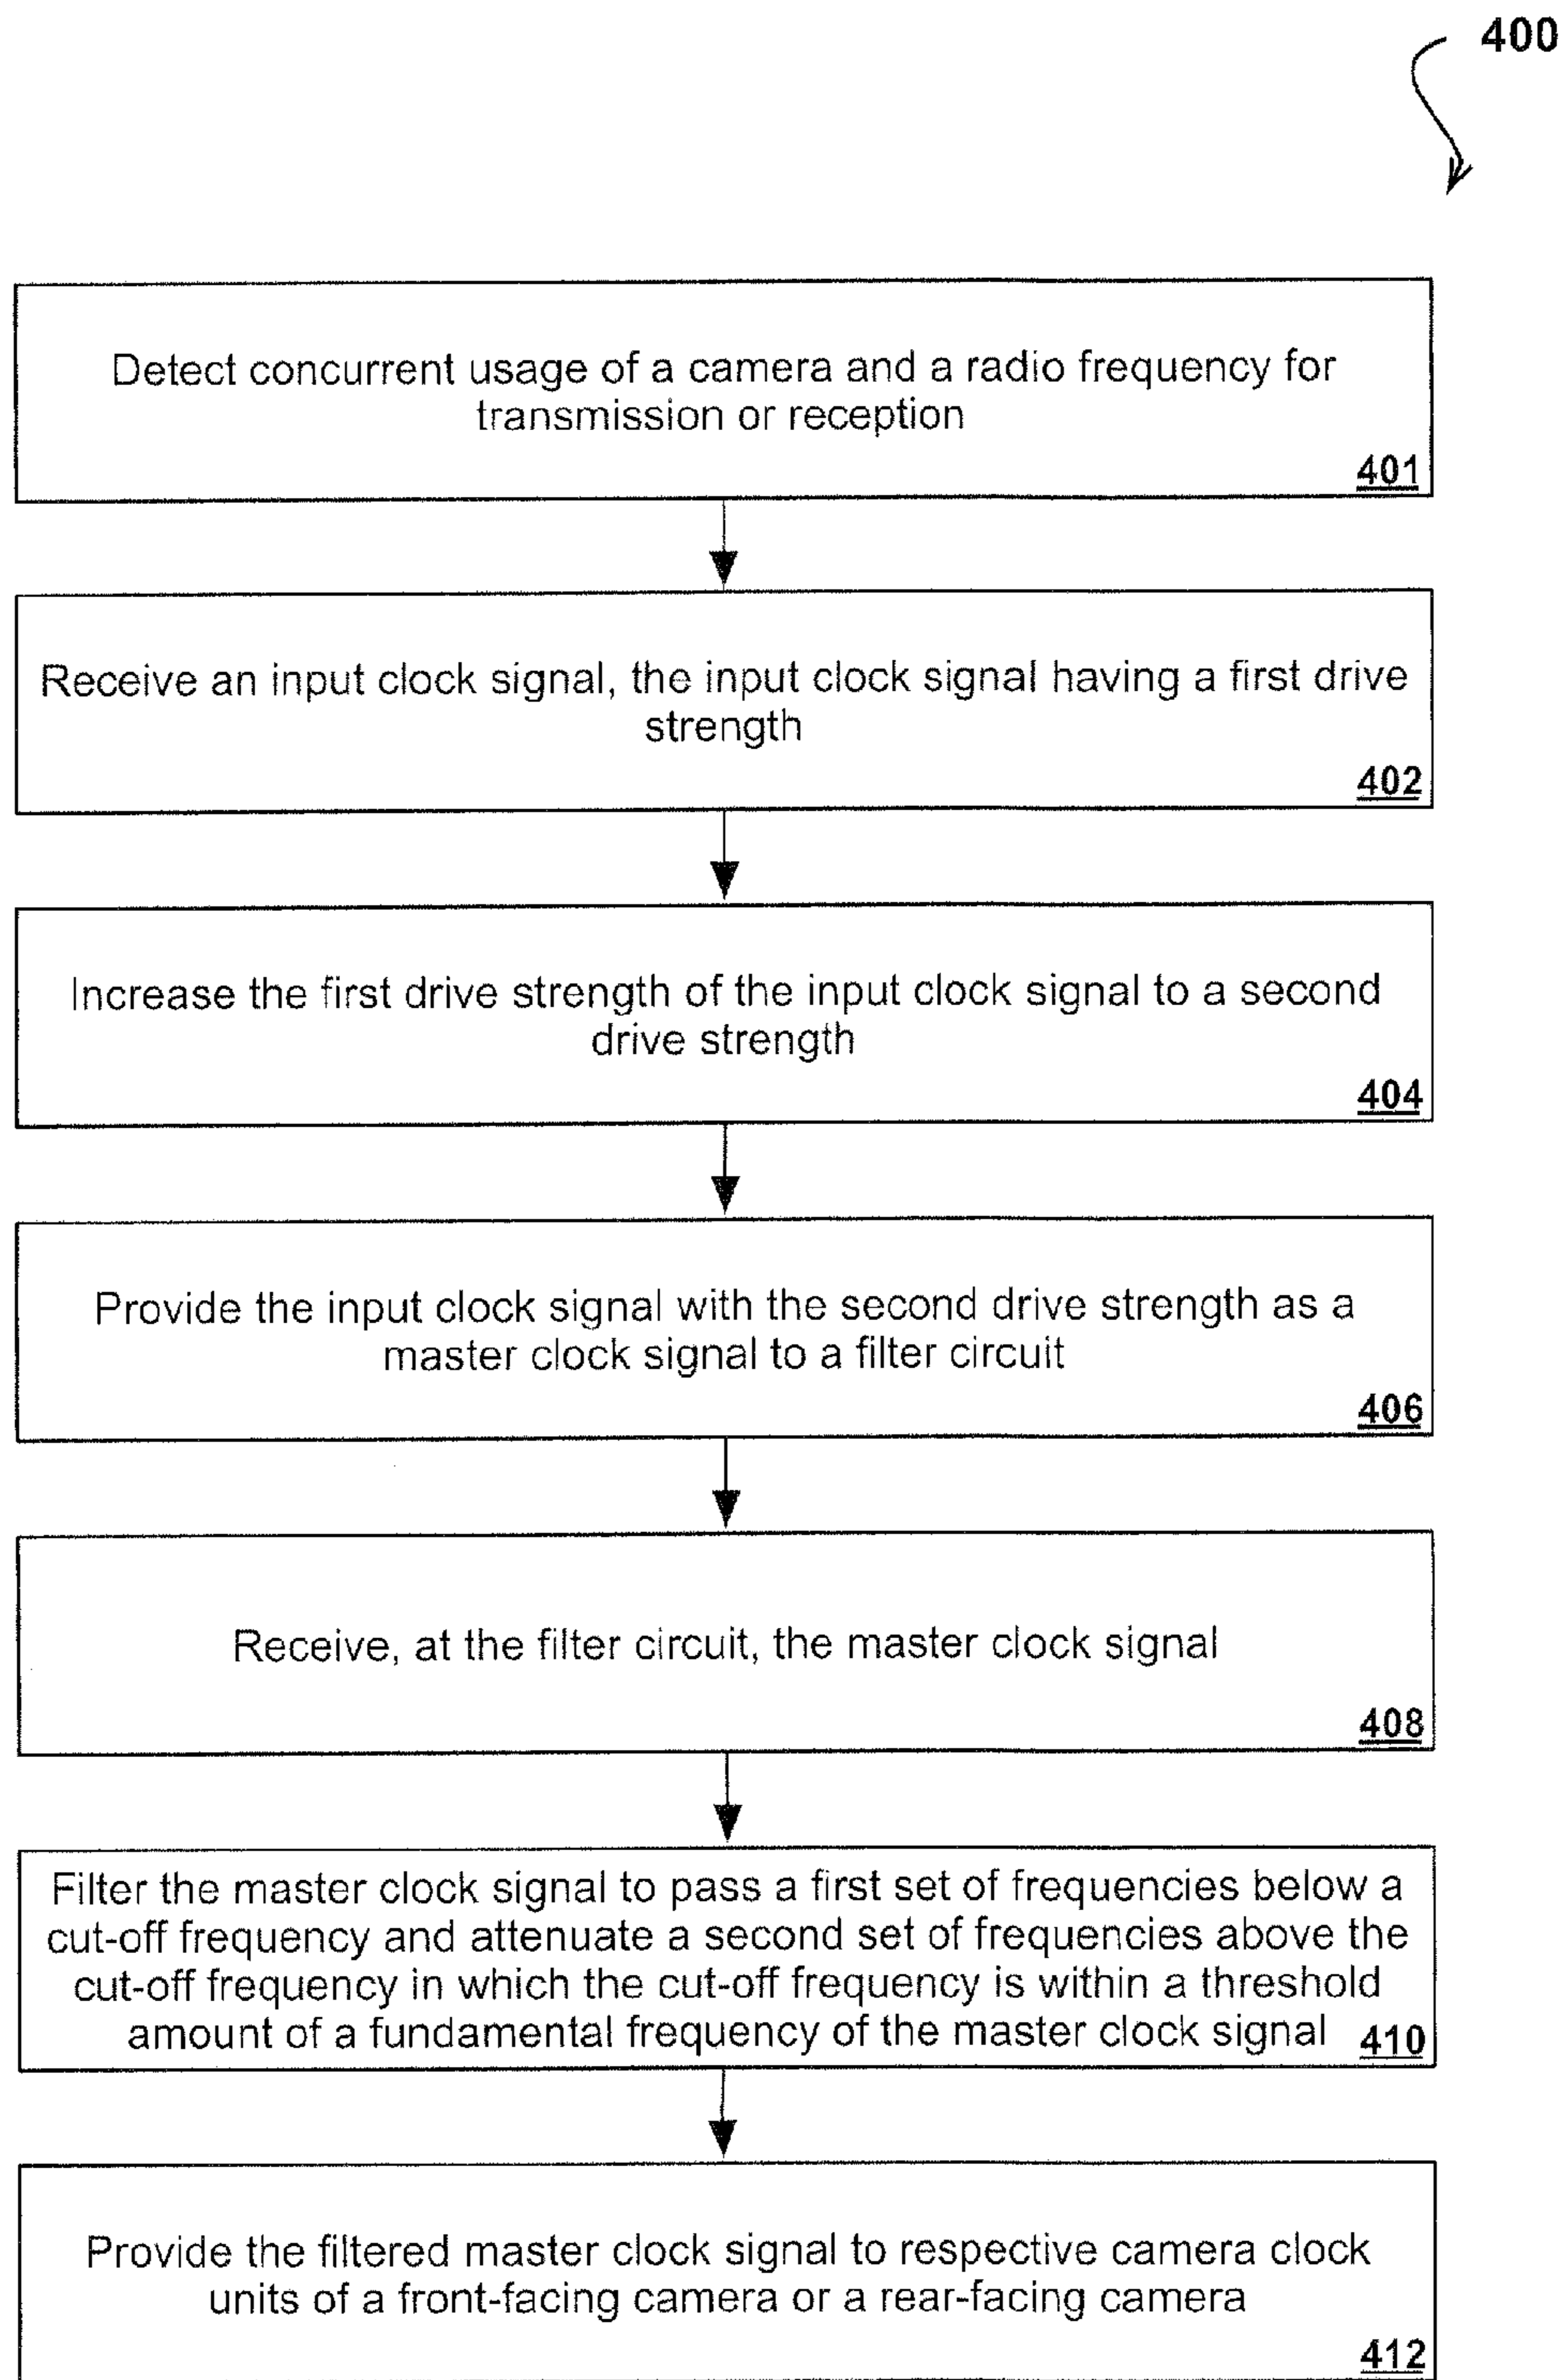 400
Detect concurrent usage of a camera and a radio frequency for
transmission or reception
401
Receive an input clock signal, the input clock signal having a first drive
strength
402
Increase the first drive strength of the input clock signal to a second
drive strength
404
Provide the input clock signal with the second drive strength as a
master clock signal to a filter circuit
406
Receive, at the filter circuit, the master clock signal
408
Filter the master clock signal to pass a first set of frequencies below a
cut-off frequency and attenuate a second set of frequencies above the
cut-off frequency in which the cut-off frequency is within a threshold
amount of a fundamental frequency of the master clock signal 410
Provide the filtered master clock signal to respective camera clock
units of a front-facing camera or a rear-facing camera
412